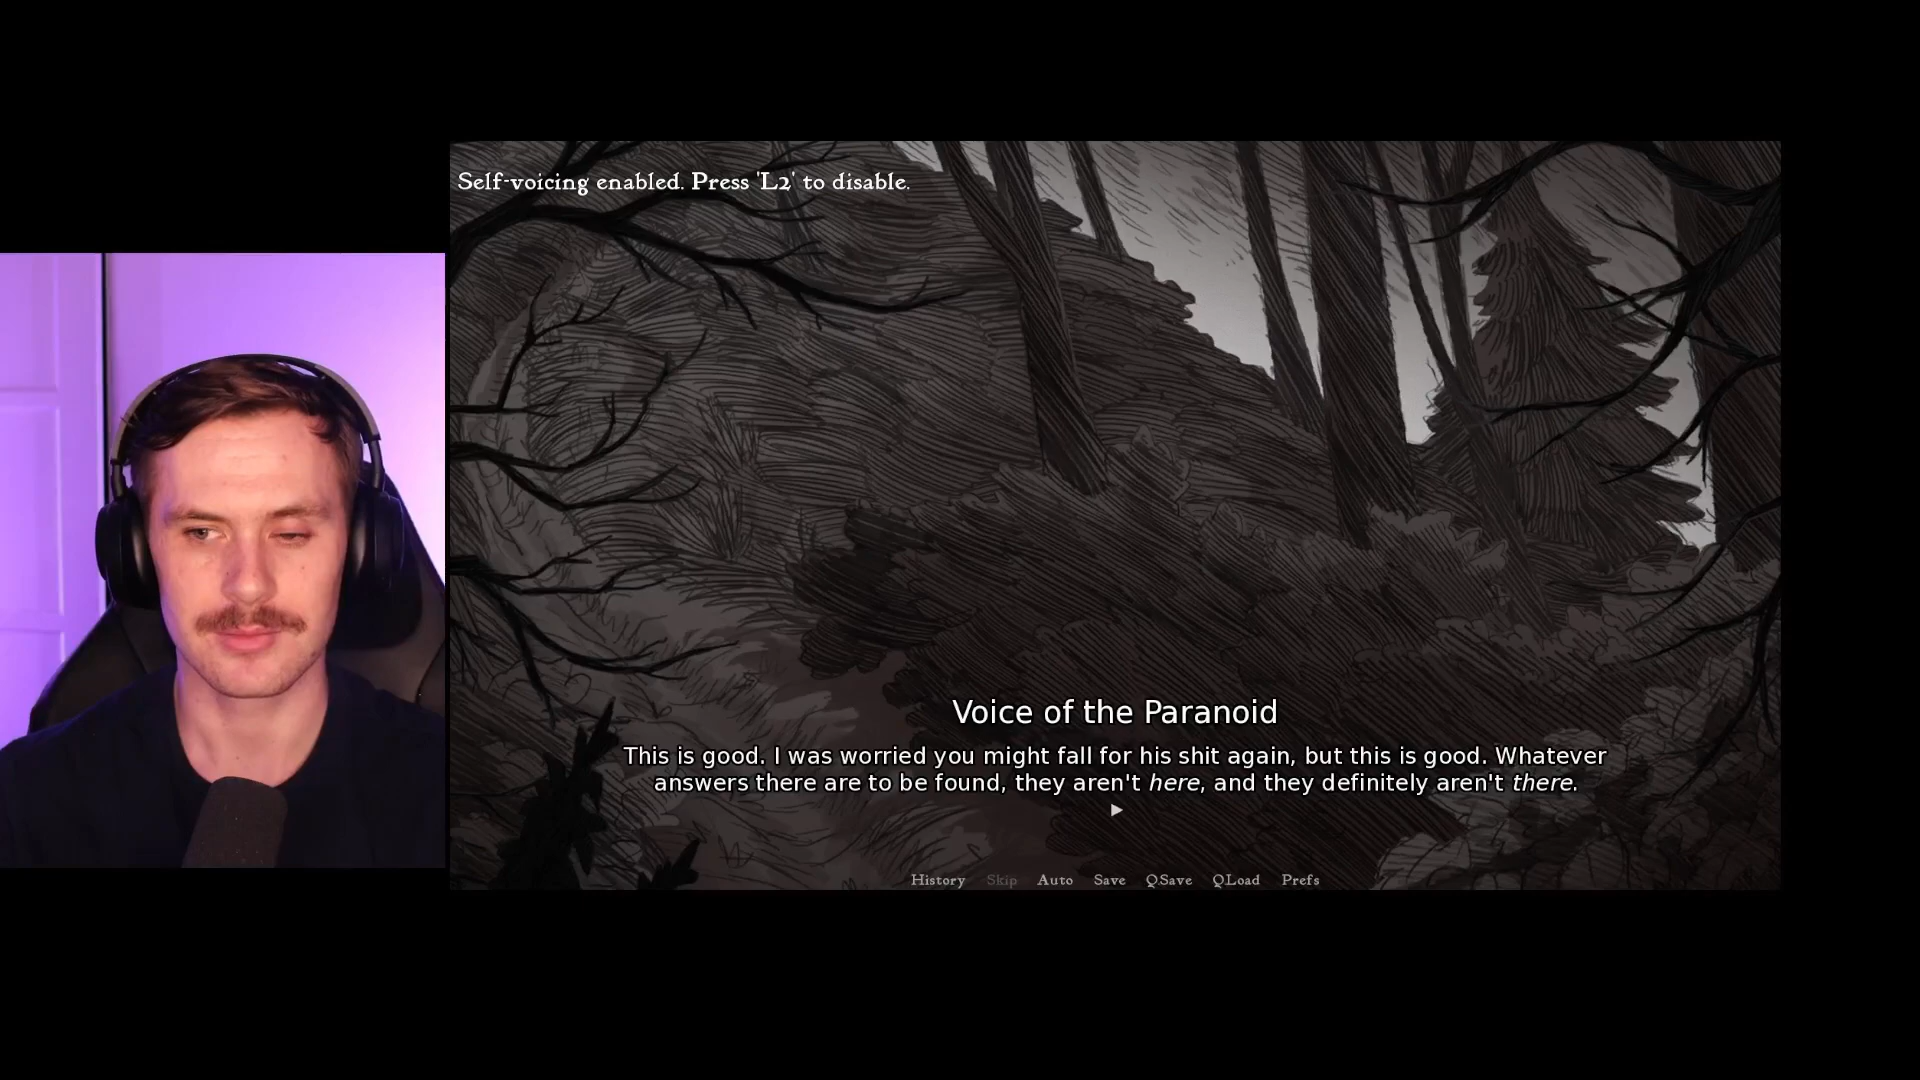 Self-voicing enabled. Press 'L2' to disable.
Voice of the Paranoid
This is good. I was worried you might fall for his shit again, but this is good. Whatever
answers there are to be found, they aren't here, and they definitely aren't there.
History Skip Auto Save Q.Save Q.Load Prefs